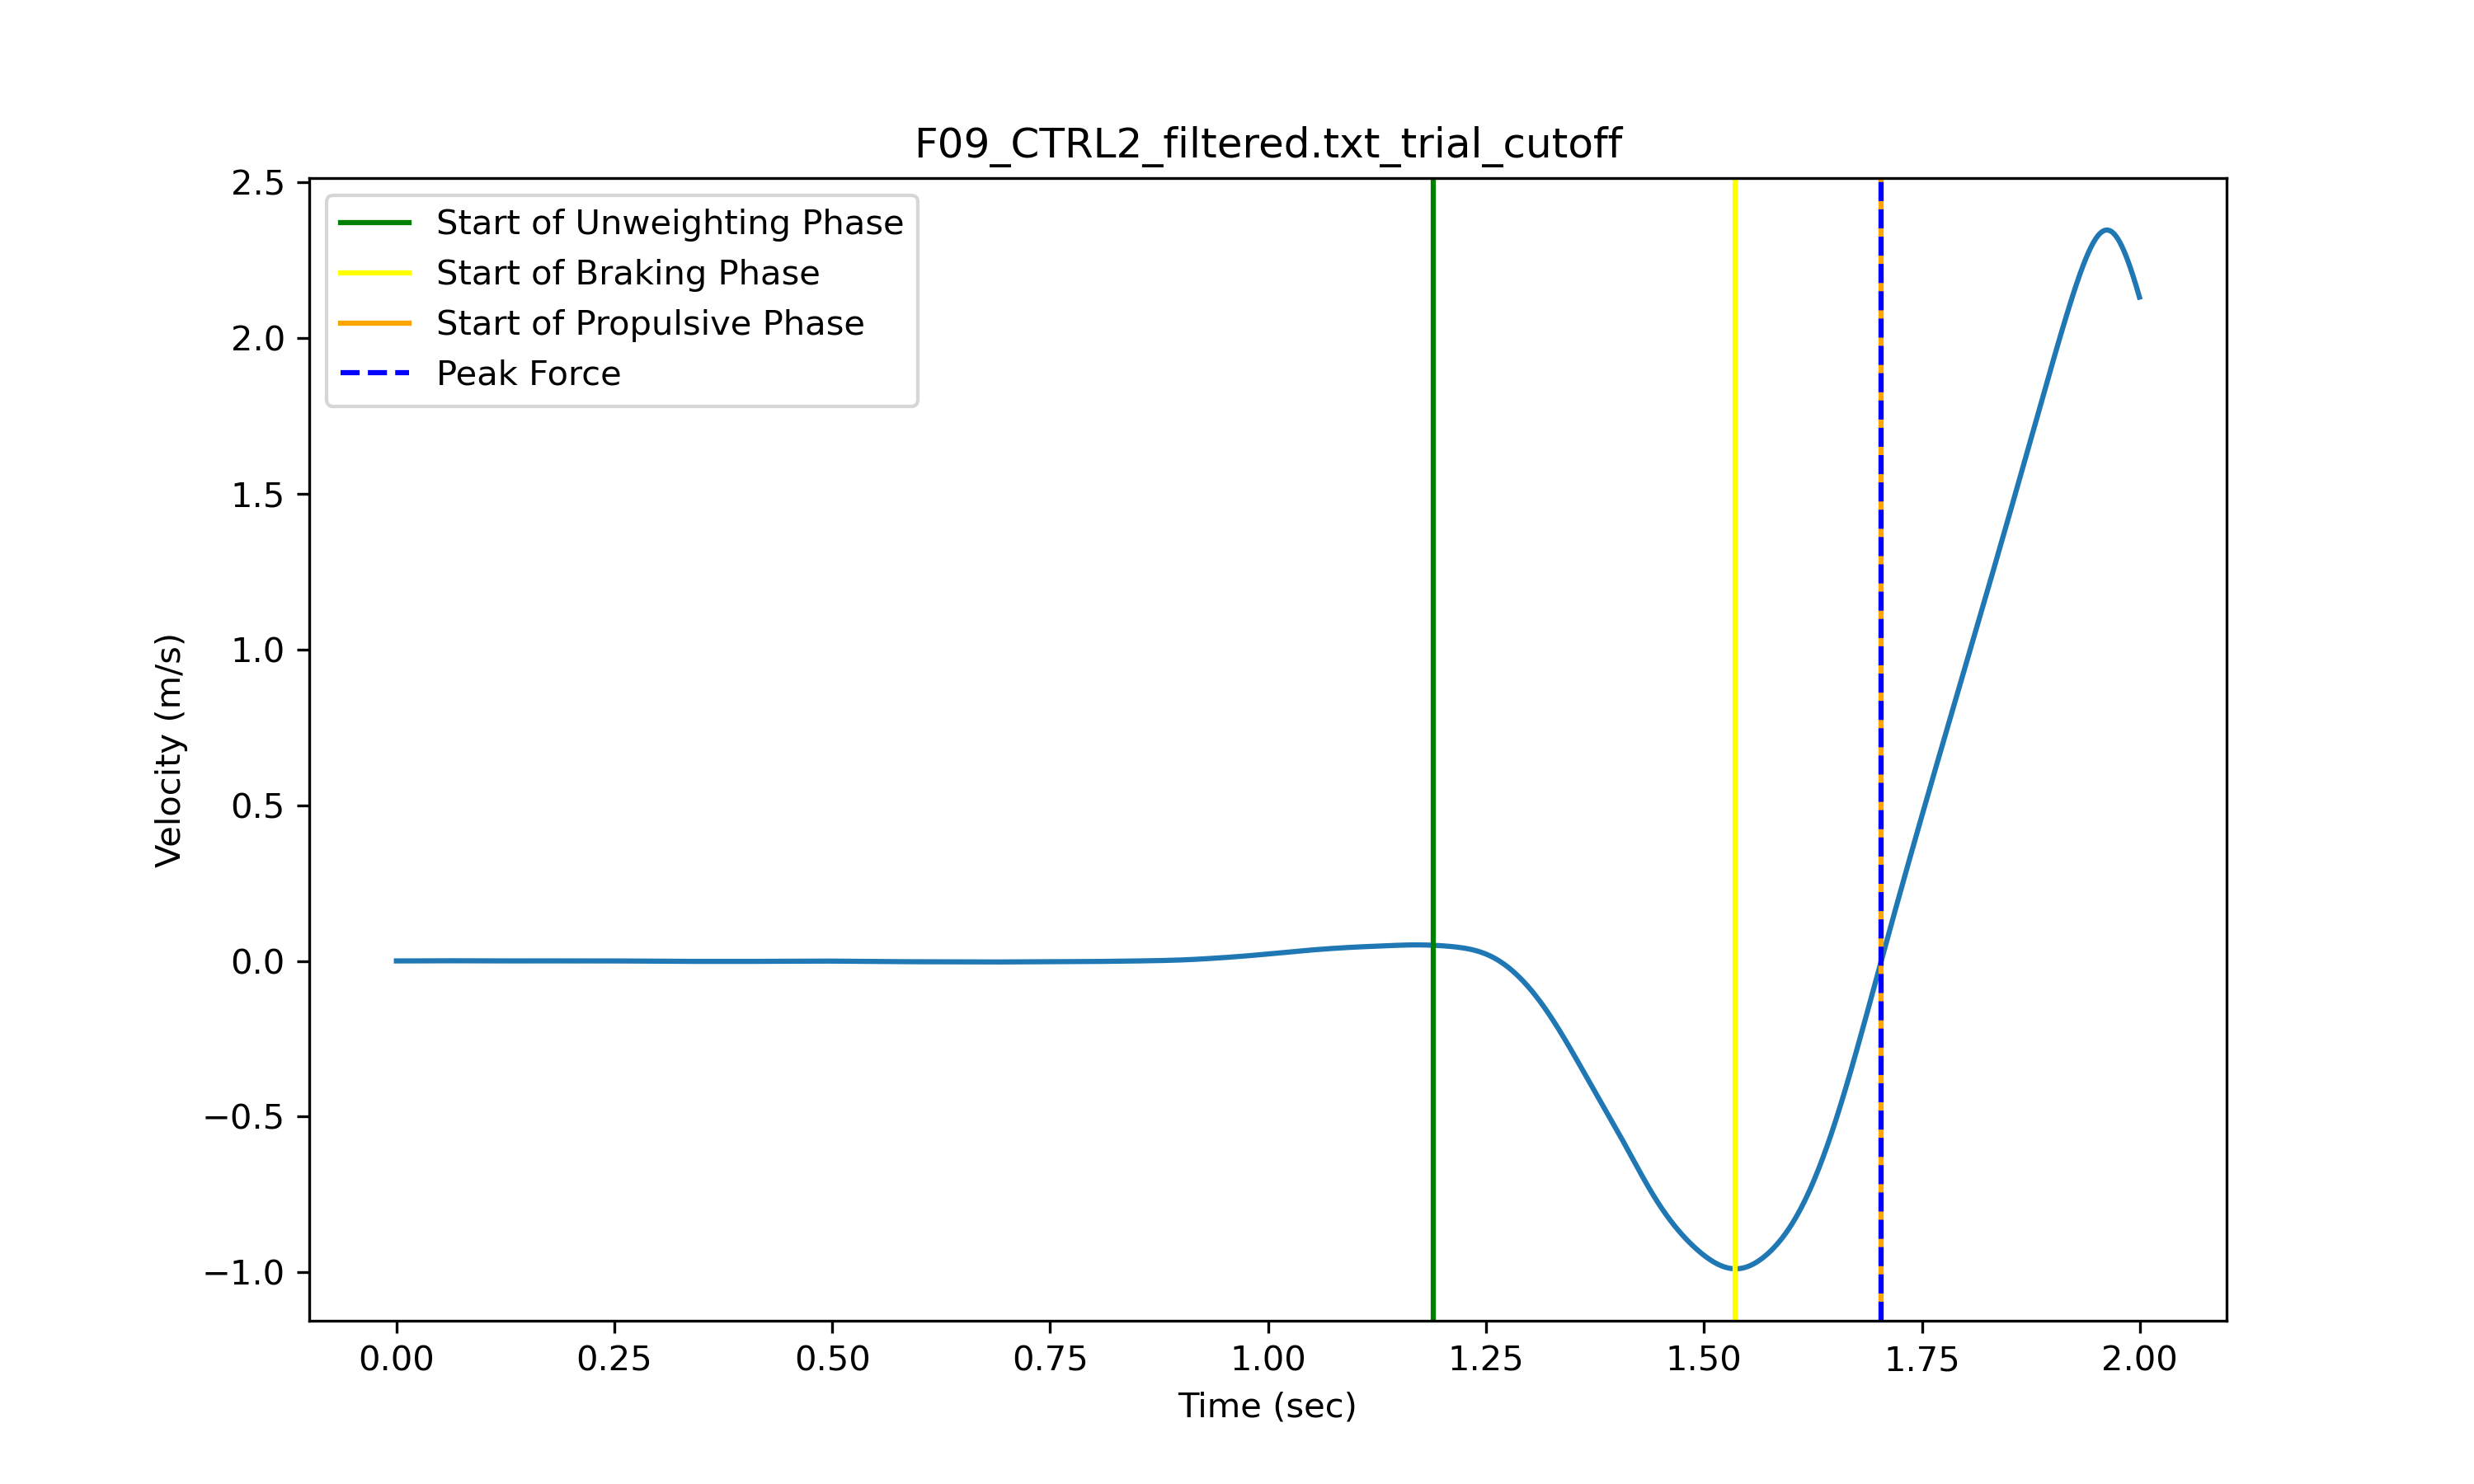 F09_CTRL2_filtered.txt_trial_cutoff
2.5
2.0
1.5
1.0
0.5
0.0
−0.5
−1.0
Velocity (m/s)
Start of Unweighting Phase
Start of Braking Phase
Start of Propulsive Phase
Peak Force
0.00 0.25 0.50 0.75 1.00 1.25 1.50 1.75 2.00
Time (sec)